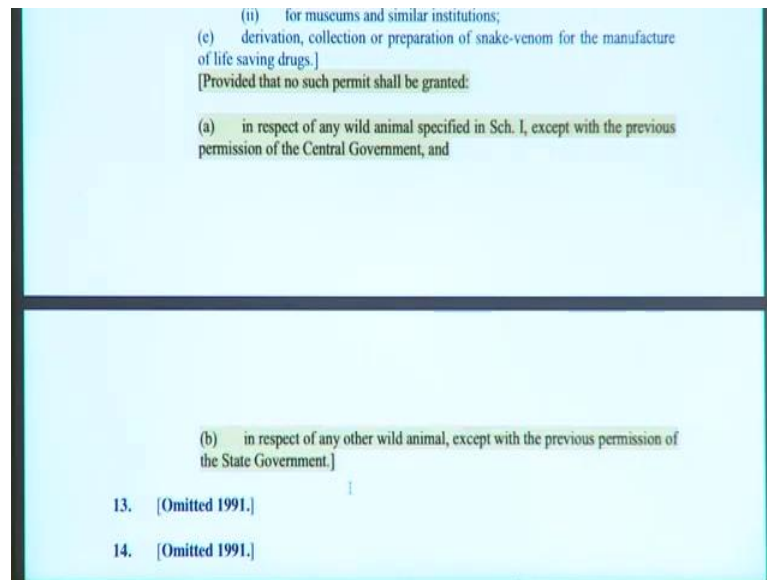 (ii) for museums and similar institutions;
(e) derivation, collection or preparation of snake-venom for the manufacture
of life saving drugs.]
[Provided that no such permit shall be granted:
(a) in respect of any wild animal specified in Sch. I, except with the previous
permission of the Central Government, and
(b) in respect of any other wild animal, except with the previous permission of
the State Government.]
13. [Omitted 1991.]
14. [Omitted 1991.]